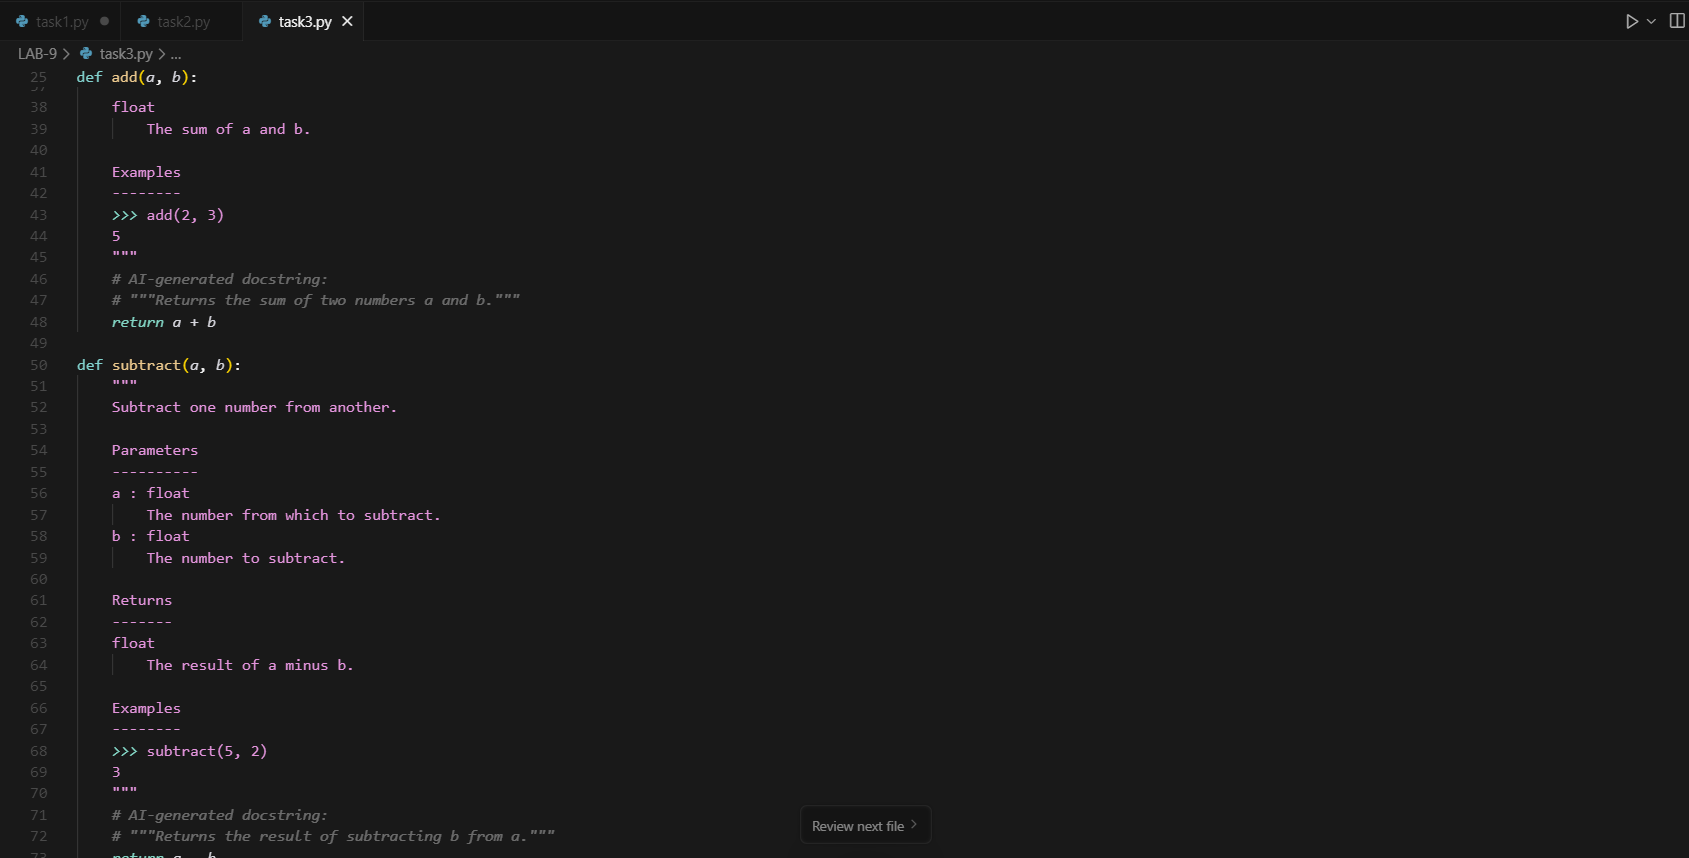 task1.py
task2.py
task3.py
LAB-9 > task3.py > ...
25 def add(a, b):
37
38 float
39 The sum of a and b.
40
41 Examples
42 --------
43 >>> add(2, 3)
44 5
45 """
46 # AI-generated docstring:
47 # """Returns the sum of two numbers a and b."""
48 return a + b
49
50 def subtract(a, b):
51 """
52 Subtract one number from another.
53
54 Parameters
55 ----------
56 a : float
57 The number from which to subtract.
58 b : float
59 The number to subtract.
60
61 Returns
62 -------
63 float
64 The result of a minus b.
65
66 Examples
67 --------
68 >>> subtract(5, 2)
69 3
70 """
71 # AI-generated docstring:
72 # """Returns the result of subtracting b from a."""
73 return a - b
Review next file >